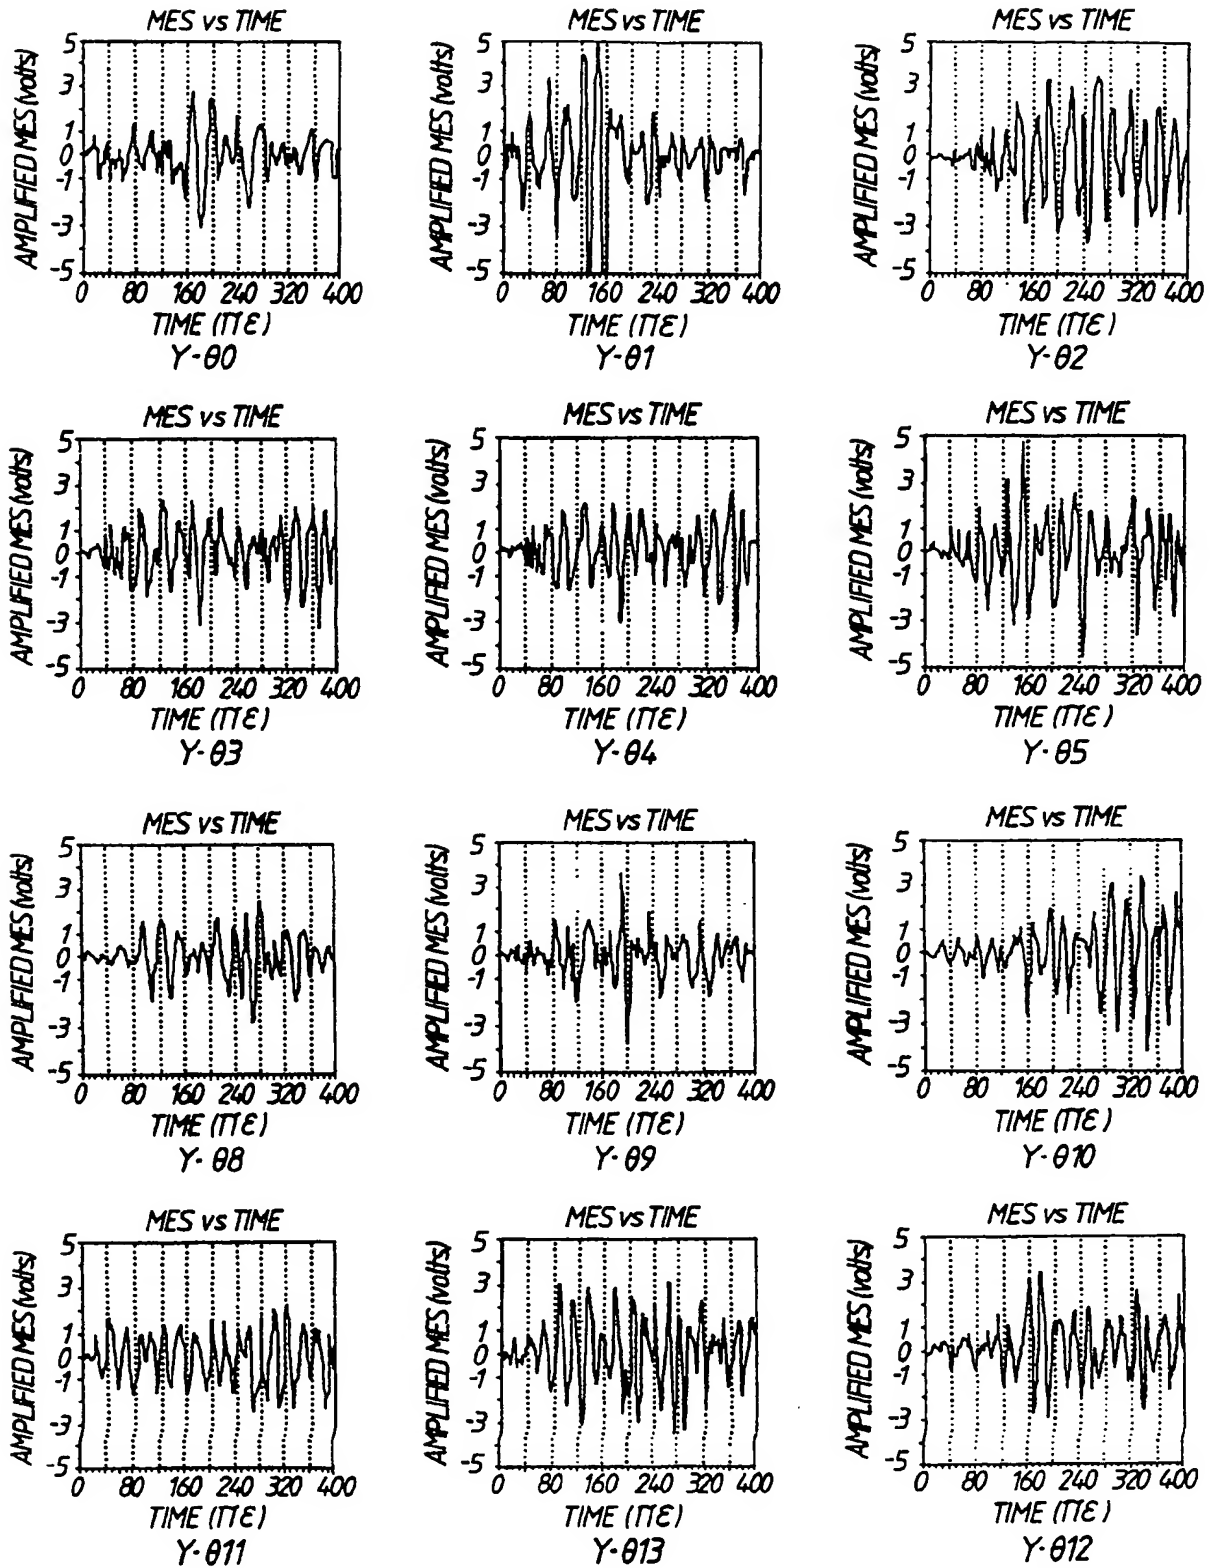 MES vs TIME
AMPLIFIED MES (volts)
5
3
1
0
-1
-3
-5
0 80 160 240 320 400
TIME (ΠΕ)
Y-θ0
MES vs TIME
AMPLIFIED MES (volts)
5
3
1
0
-1
-3
-5
0 80 160 240 320 400
TIME (ΠΕ)
Y-θ1
MES vs TIME
AMPLIFIED MES (volts)
5
3
1
0
-1
-3
-5
0 80 160 240 320 400
TIME (ΠΕ)
Y-θ2
MES vs TIME
AMPLIFIED MES (volts)
5
3
1
0
-1
-3
-5
0 80 160 240 320 400
TIME (ΠΕ)
Y-θ3
MES vs TIME
AMPLIFIED MES (volts)
5
3
1
0
-1
-3
-5
0 80 160 240 320 400
TIME (ΠΕ)
Y-θ4
MES vs TIME
AMPLIFIED MES (volts)
5
3
1
0
-1
-3
-5
0 80 160 240 320 400
TIME (ΠΕ)
Y-θ5
MES vs TIME
AMPLIFIED MES (volts)
5
3
1
0
-1
-3
-5
0 80 160 240 320 400
TIME (ΠΕ)
Y-θ8
MES vs TIME
AMPLIFIED MES (volts)
5
3
1
0
-1
-3
-5
0 80 160 240 320 400
TIME (ΠΕ)
Y-θ9
MES vs TIME
AMPLIFIED MES (volts)
5
3
1
0
-1
-3
-5
0 80 160 240 320 400
TIME (ΠΕ)
Y-θ10
MES vs TIME
AMPLIFIED MES (volts)
5
3
1
0
-1
-3
-5
0 80 160 240 320 400
TIME (ΠΕ)
Y-θ11
MES vs TIME
AMPLIFIED MES (volts)
5
3
1
0
-1
-3
-5
0 80 160 240 320 400
TIME (ΠΕ)
Y-θ13
MES vs TIME
AMPLIFIED MES (volts)
5
3
1
0
-1
-3
-5
0 80 160 240 320 400
TIME (ΠΕ)
Y-θ12